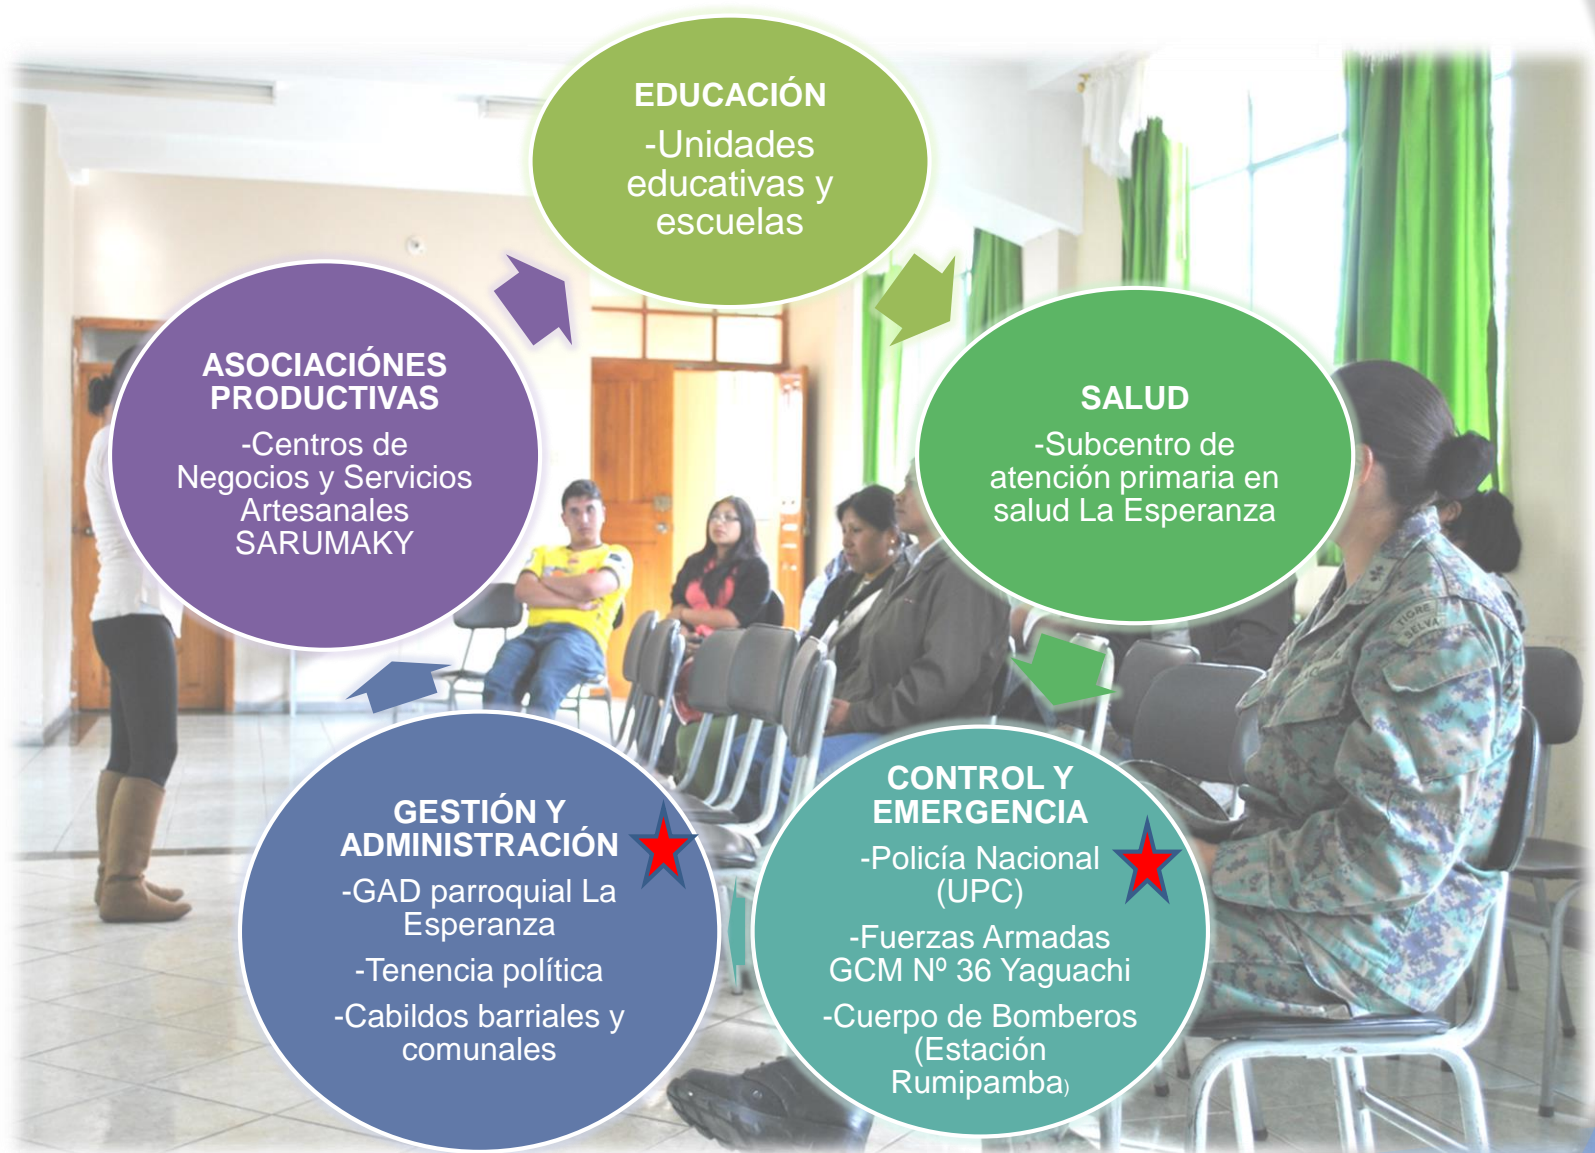 EDUCACIÓN
-Unidades
educativas y
escuelas
SALUD
-Subcentro de
atención primaria en
salud La Esperanza
CONTROL Y
EMERGENCIA
-Policía Nacional
(UPC)
-Fuerzas Armadas
GCM Nº 36 Yaguachi
-Cuerpo de Bomberos
(Estación
Rumipamba)
GESTIÓN Y
ADMINISTRACIÓN
-GAD parroquial La
Esperanza
-Tenencia política
-Cabildos barriales y
comunales
ASOCIACIÓNES
PRODUCTIVAS
-Centros de
Negocios y Servicios
Artesanales
SARUMAKY
TIGRE
SELVA